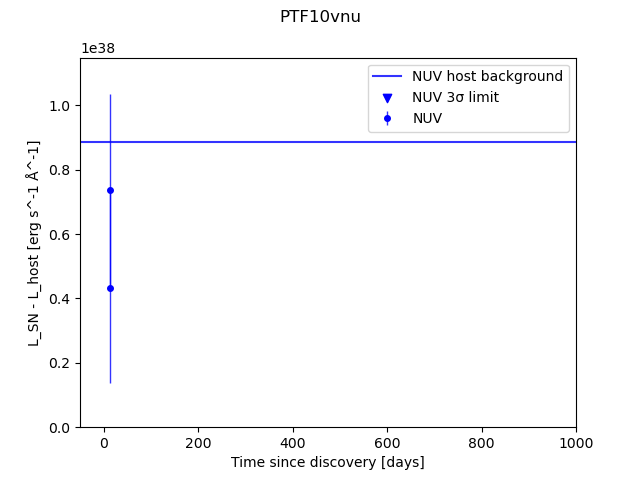 PTF10vnu
1e38
NUV host background
NUV 3σ limit
NUV
1.0
0.8
0.6
0.4
0.2
0.0
L_SN - L_host [erg s^-1 Å^-1]
0 200 400 600 800 1000
Time since discovery [days]